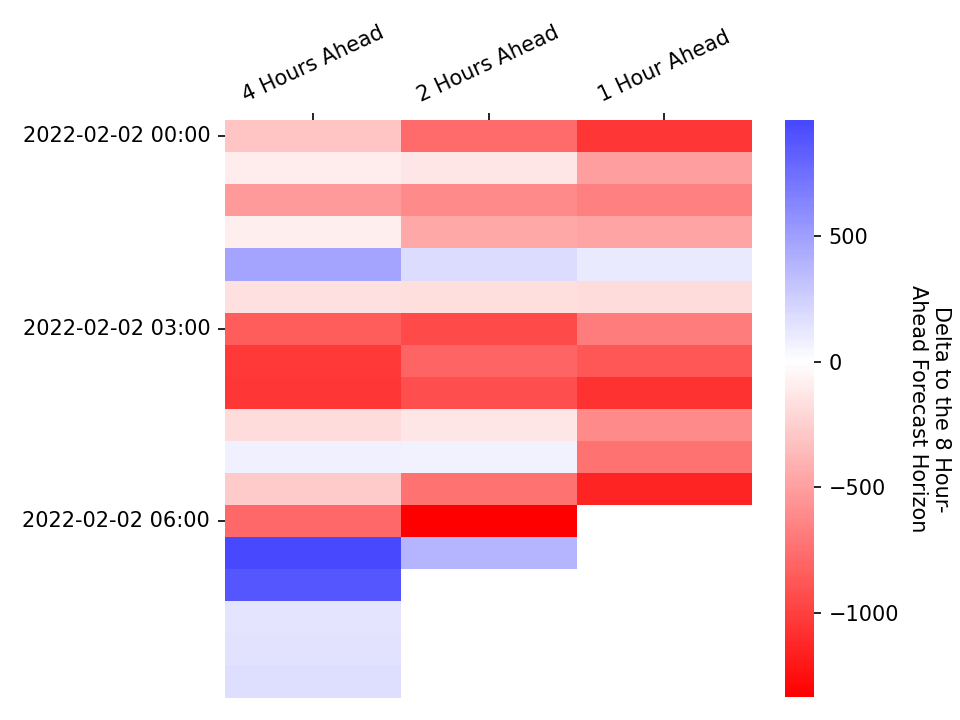 4 Hours Ahead
2 Hours Ahead
1 Hour Ahead
2022-02-02 00:00
2022-02-02 03:00
2022-02-02 06:00
500
0
−500
−1000
Delta to the 8 Hour-
Ahead Forecast Horizon